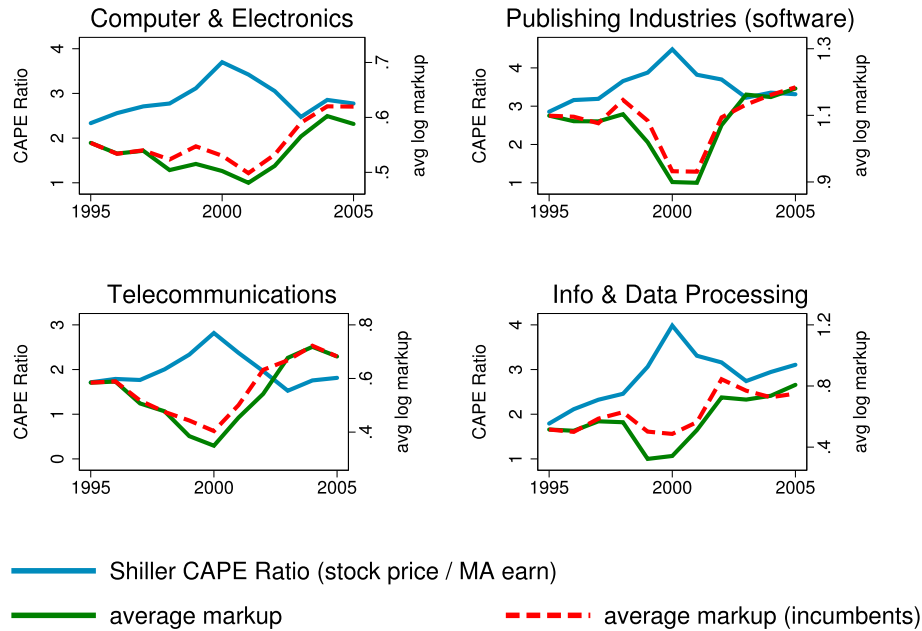 Computer & Electronics
CAPE Ratio
4
3
2
1
.7
.6
.5
avg log markup
1995
2000
2005
Publishing Industries (software)
CAPE Ratio
4
3
2
1
1.3
1.1
.9
avg log markup
1995
2000
2005
Telecommunications
CAPE Ratio
3
2
1
0
.8
.6
.4
avg log markup
1995
2000
2005
Info & Data Processing
CAPE Ratio
4
3
2
1
1.2
.8
.4
avg log markup
1995
2000
2005
Shiller CAPE Ratio (stock price / MA earn)
average markup
average markup (incumbents)